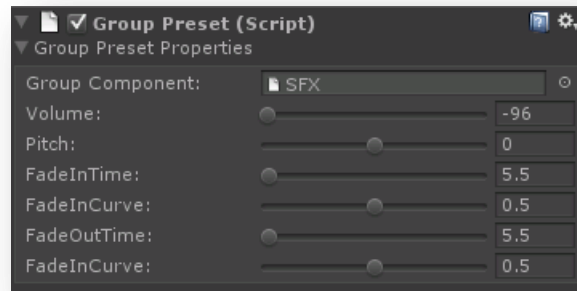 Group Preset (Script)
Group Preset Properties
Group Component: SFX
Volume: -96
Pitch: 0
FadeInTime: 5.5
FadeInCurve: 0.5
FadeOutTime: 5.5
FadeInCurve: 0.5